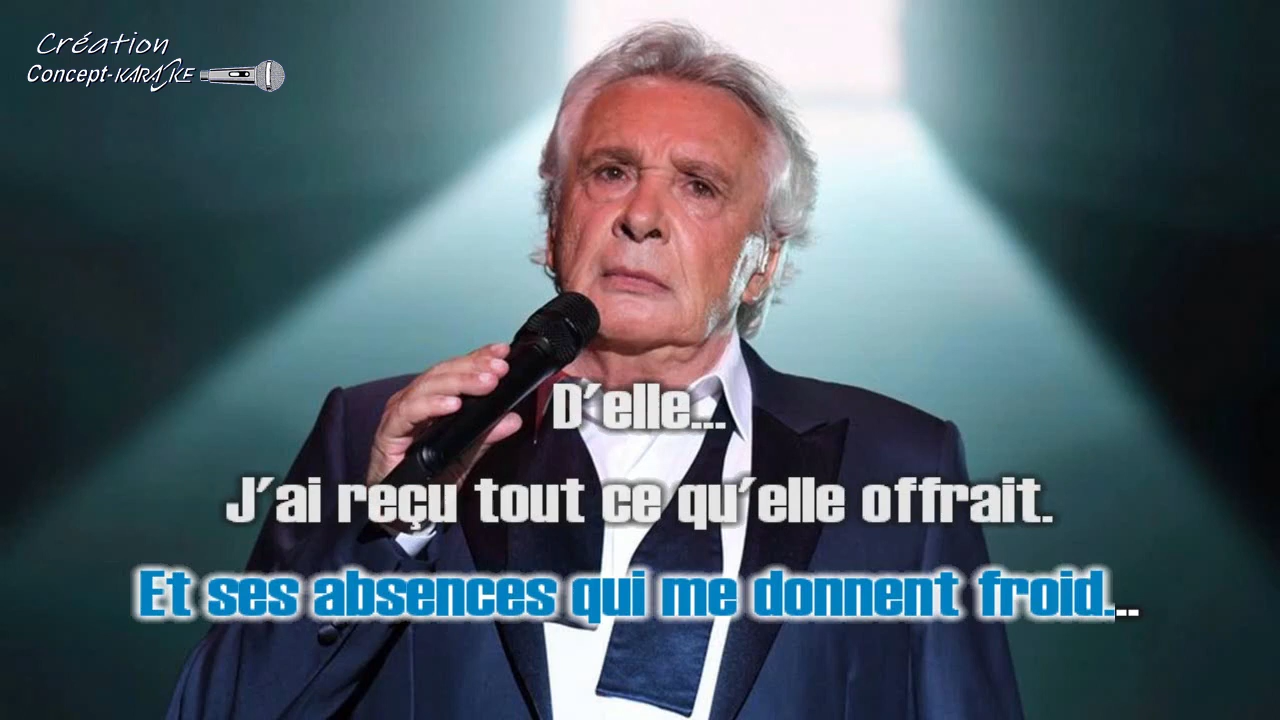 Création
Concept-KARAOKE
D'elle...
J'ai reçu tout ce qu'elle offrait.
Et ses absences qui me donnent froid...